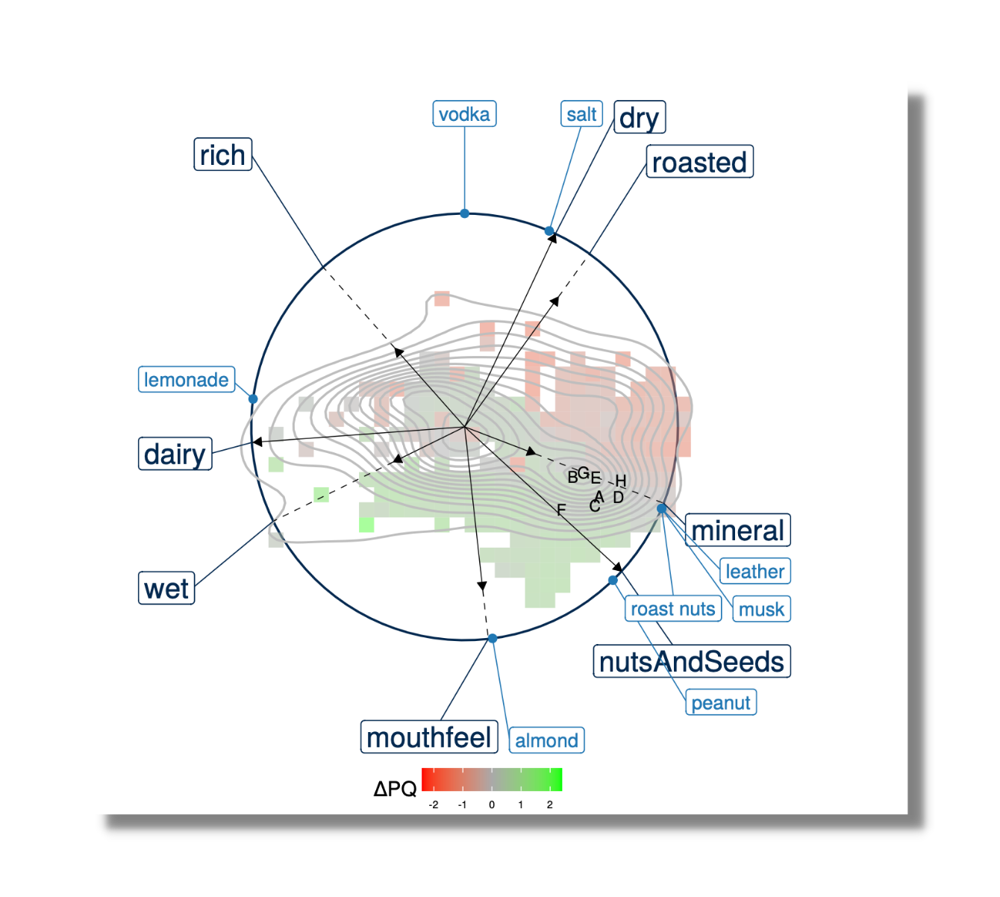 vodka
salt
dry
rich
roasted
lemonade
dairy
B
G
E
H
A
D
C
F
mineral
leather
wet
roast nuts
musk
nutsAndSeeds
peanut
mouthfeel
almond
ΔPQ
-2 -1 0 1 2